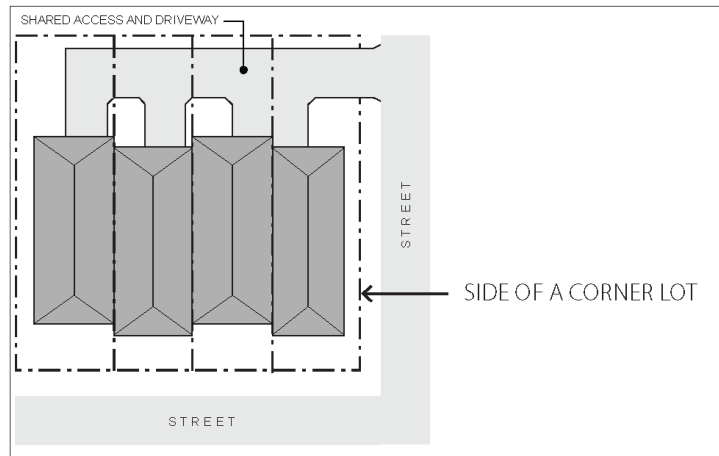 SHARED ACCESS AND DRIVEWAY
STREET
SIDE OF A CORNER LOT
STREET